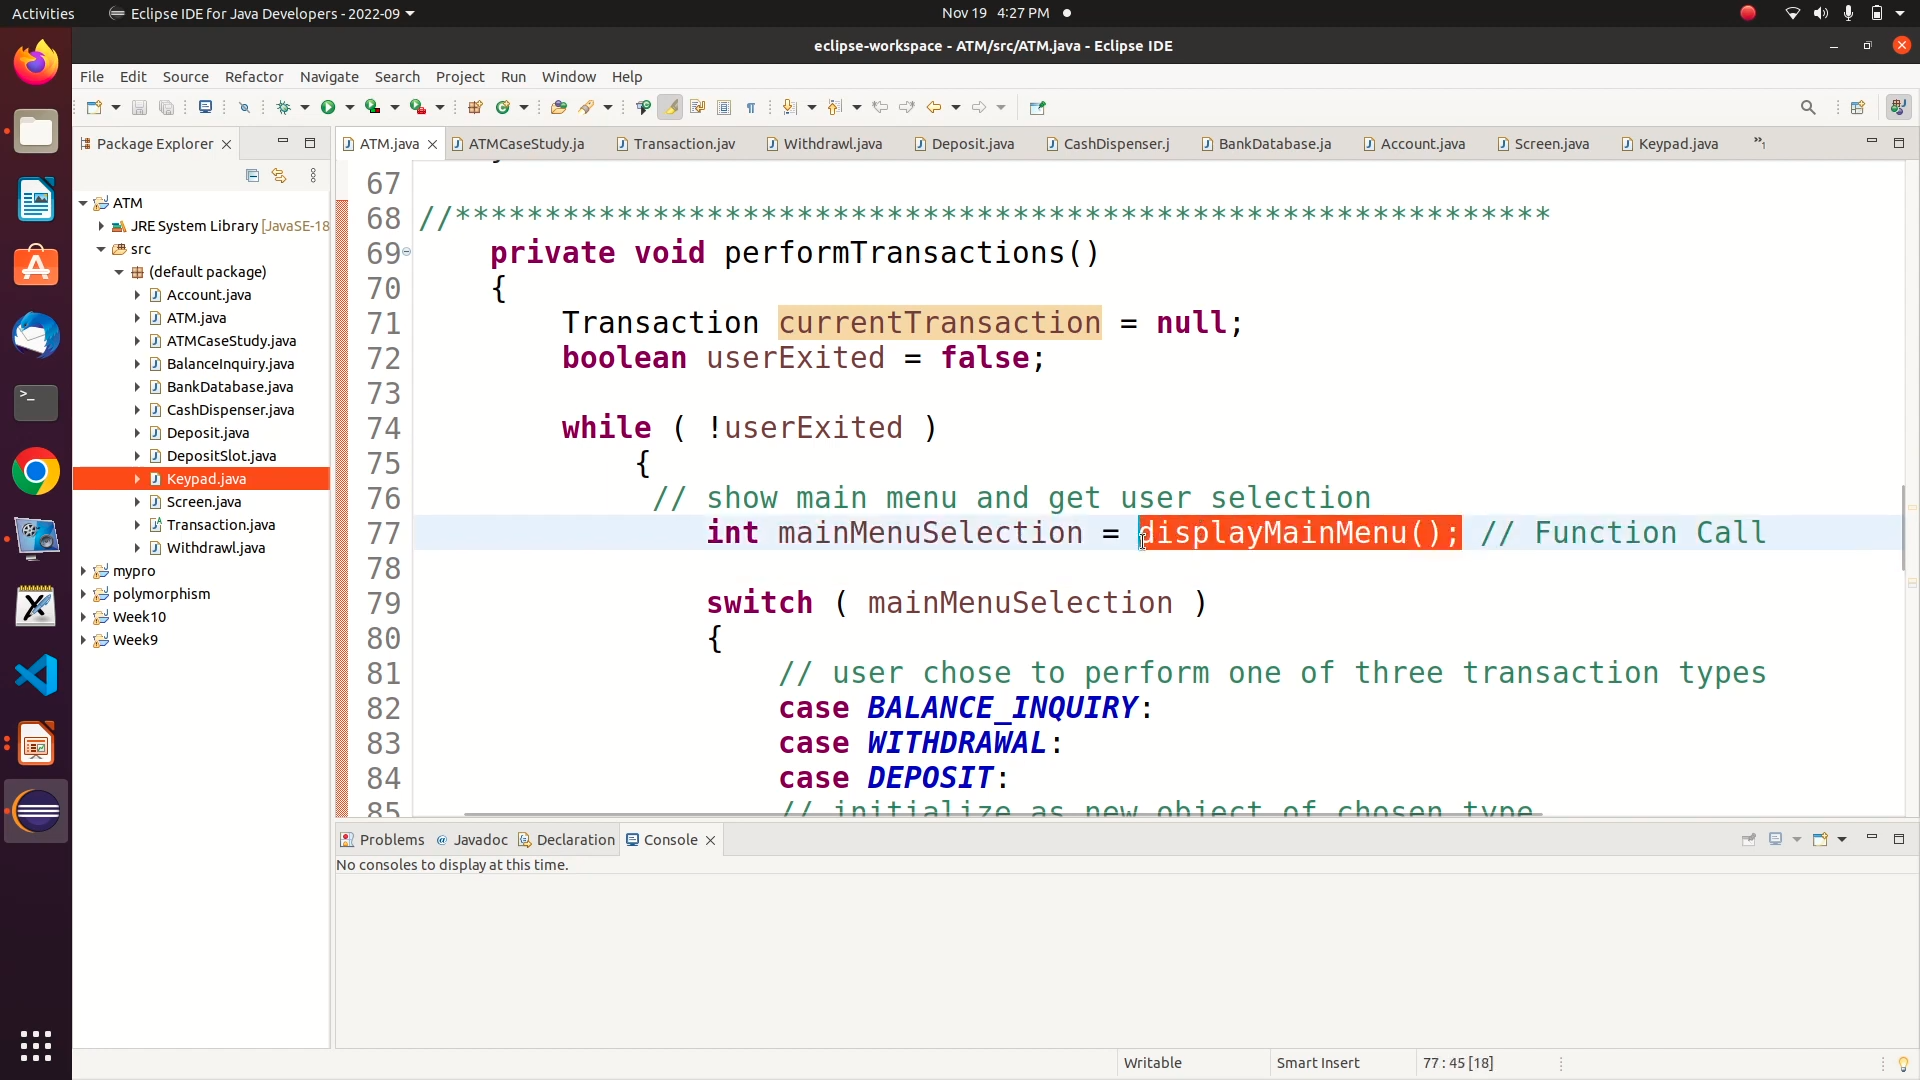 Activities Eclipse IDE for Java Developers - 2022-09 Nov 19 4:27 PM
eclipse-workspace - ATM/src/ATM.java - Eclipse IDE
File Edit Source Refactor Navigate Search Project Run Window Help
Package Explorer
ATM.java ATMCaseStudy.ja Transaction.jav Withdrawl.java Deposit.java CashDispenser.j BankDatabase.ja Account.java Screen.java Keypad.java »1
ATM
JRE System Library [JavaSE-18
src
(default package)
Account.java
ATM.java
ATMCaseStudy.java
BalanceInquiry.java
BankDatabase.java
CashDispenser.java
Deposit.java
DepositSlot.java
Keypad.java
Screen.java
Transaction.java
Withdrawl.java
mypro
polymorphism
Week10
Week9
67
68 //*************************************************************
69 private void performTransactions()
70 {
71 Transaction currentTransaction = null;
72 boolean userExited = false;
73
74 while ( !userExited )
75 {
76 // show main menu and get user selection
77 int mainMenuSelection = displayMainMenu(); // Function Call
78
79 switch ( mainMenuSelection )
80 {
81 // user chose to perform one of three transaction types
82 case BALANCE_INQUIRY:
83 case WITHDRAWAL:
84 case DEPOSIT:
85 // initialize as new object of chosen type
Problems Javadoc Declaration Console
No consoles to display at this time.
Writable Smart Insert 77 : 45 [18]